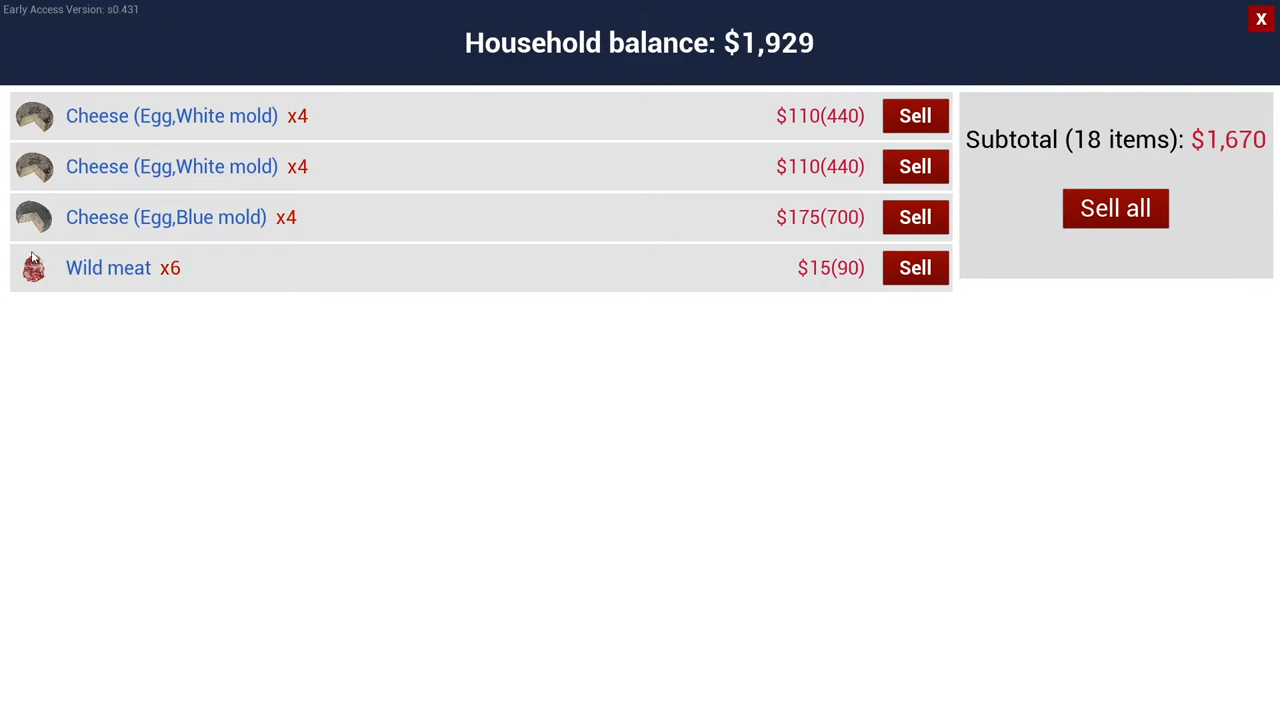 Early Access Version: s0.431
X
Household balance: $1,929
Cheese (Egg,White mold) x4 $110(440) Sell
Cheese (Egg,White mold) x4 $110(440) Sell
Cheese (Egg,Blue mold) x4 $175(700) Sell
Wild meat x6 $15(90) Sell
Subtotal (18 items): $1,670
Sell all